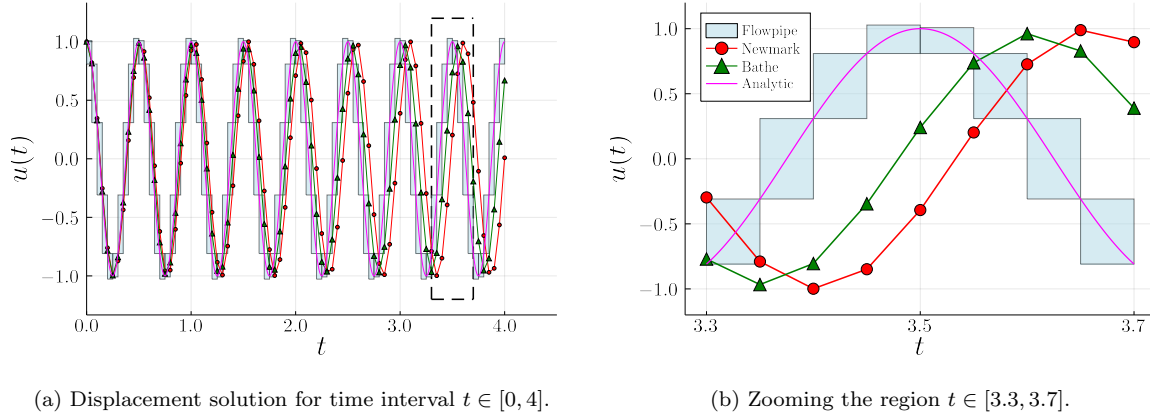 1.0
0.5
0.0
−0.5
−1.0
u(t)
0.0
1.0
2.0
3.0
4.0
t
(a) Displacement solution for time interval t ∈ [0, 4].
Flowpipe
Newmark
Bathe
Analytic
1.0
0.5
0.0
−0.5
−1.0
u(t)
3.3
3.5
3.7
t
(b) Zooming the region t ∈ [3.3, 3.7].